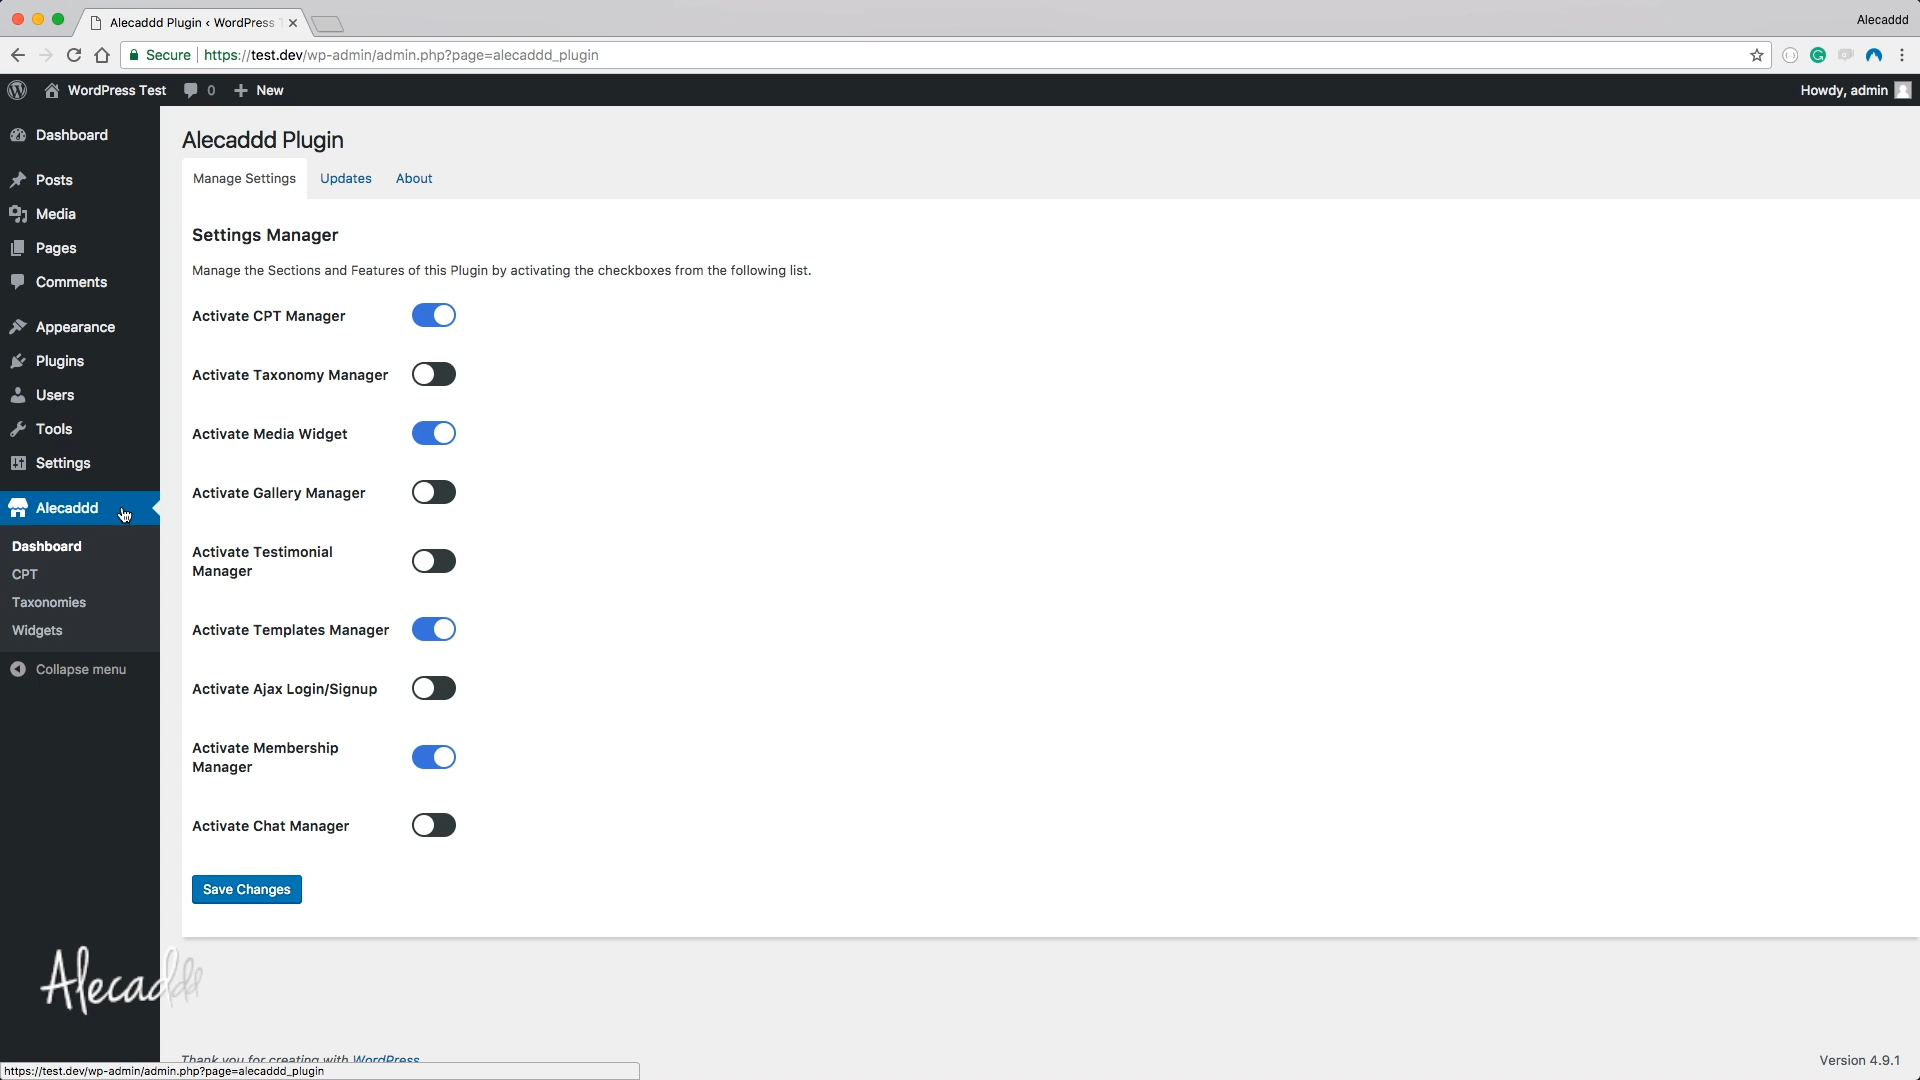 Alecaddd Plugin ‹ WordPress
Alecaddd
Secure
https://test.dev/wp-admin/admin.php?page=alecaddd_plugin
WordPress Test
0
New
Howdy, admin
Dashboard
Posts
Media
Pages
Comments
Appearance
Plugins
Users
Tools
Settings
Alecaddd
Dashboard
CPT
Taxonomies
Widgets
Collapse menu
Alecaddd Plugin
Manage Settings
Updates
About
Settings Manager
Manage the Sections and Features of this Plugin by activating the checkboxes from the following list.
Activate CPT Manager
Activate Taxonomy Manager
Activate Media Widget
Activate Gallery Manager
Activate Testimonial
Manager
Activate Templates Manager
Activate Ajax Login/Signup
Activate Membership
Manager
Activate Chat Manager
Save Changes
Alecaddd
Thank you for creating with WordPress
Version 4.9.1
https://test.dev/wp-admin/admin.php?page=alecaddd_plugin